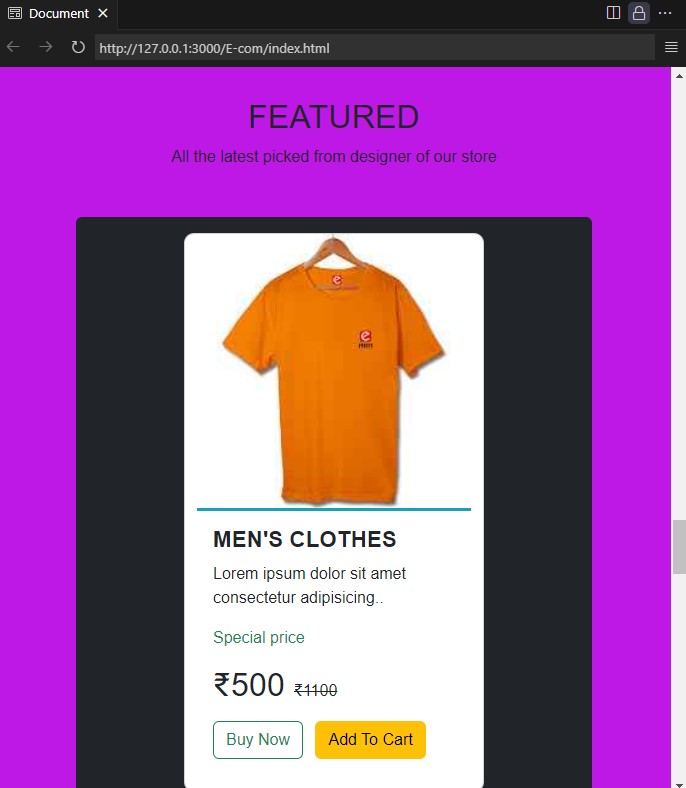 Document
http://127.0.0.1:3000/E-com/index.html
FEATURED
All the latest picked from designer of our store
MEN'S CLOTHES
Lorem ipsum dolor sit amet
consectetur adipisicing..
Special price
₹500 ₹1100
Buy Now Add To Cart